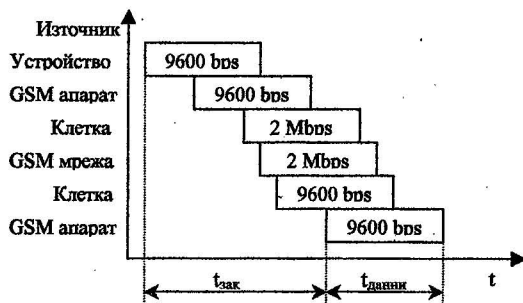 Източник
Устройство 9600 bps
GSM апарат 9600 bps
Клетка 2 Mbps
GSM мрежа 2 Mbps
Клетка 9600 bps
GSM апарат 9600 bps
t
tзак tданни